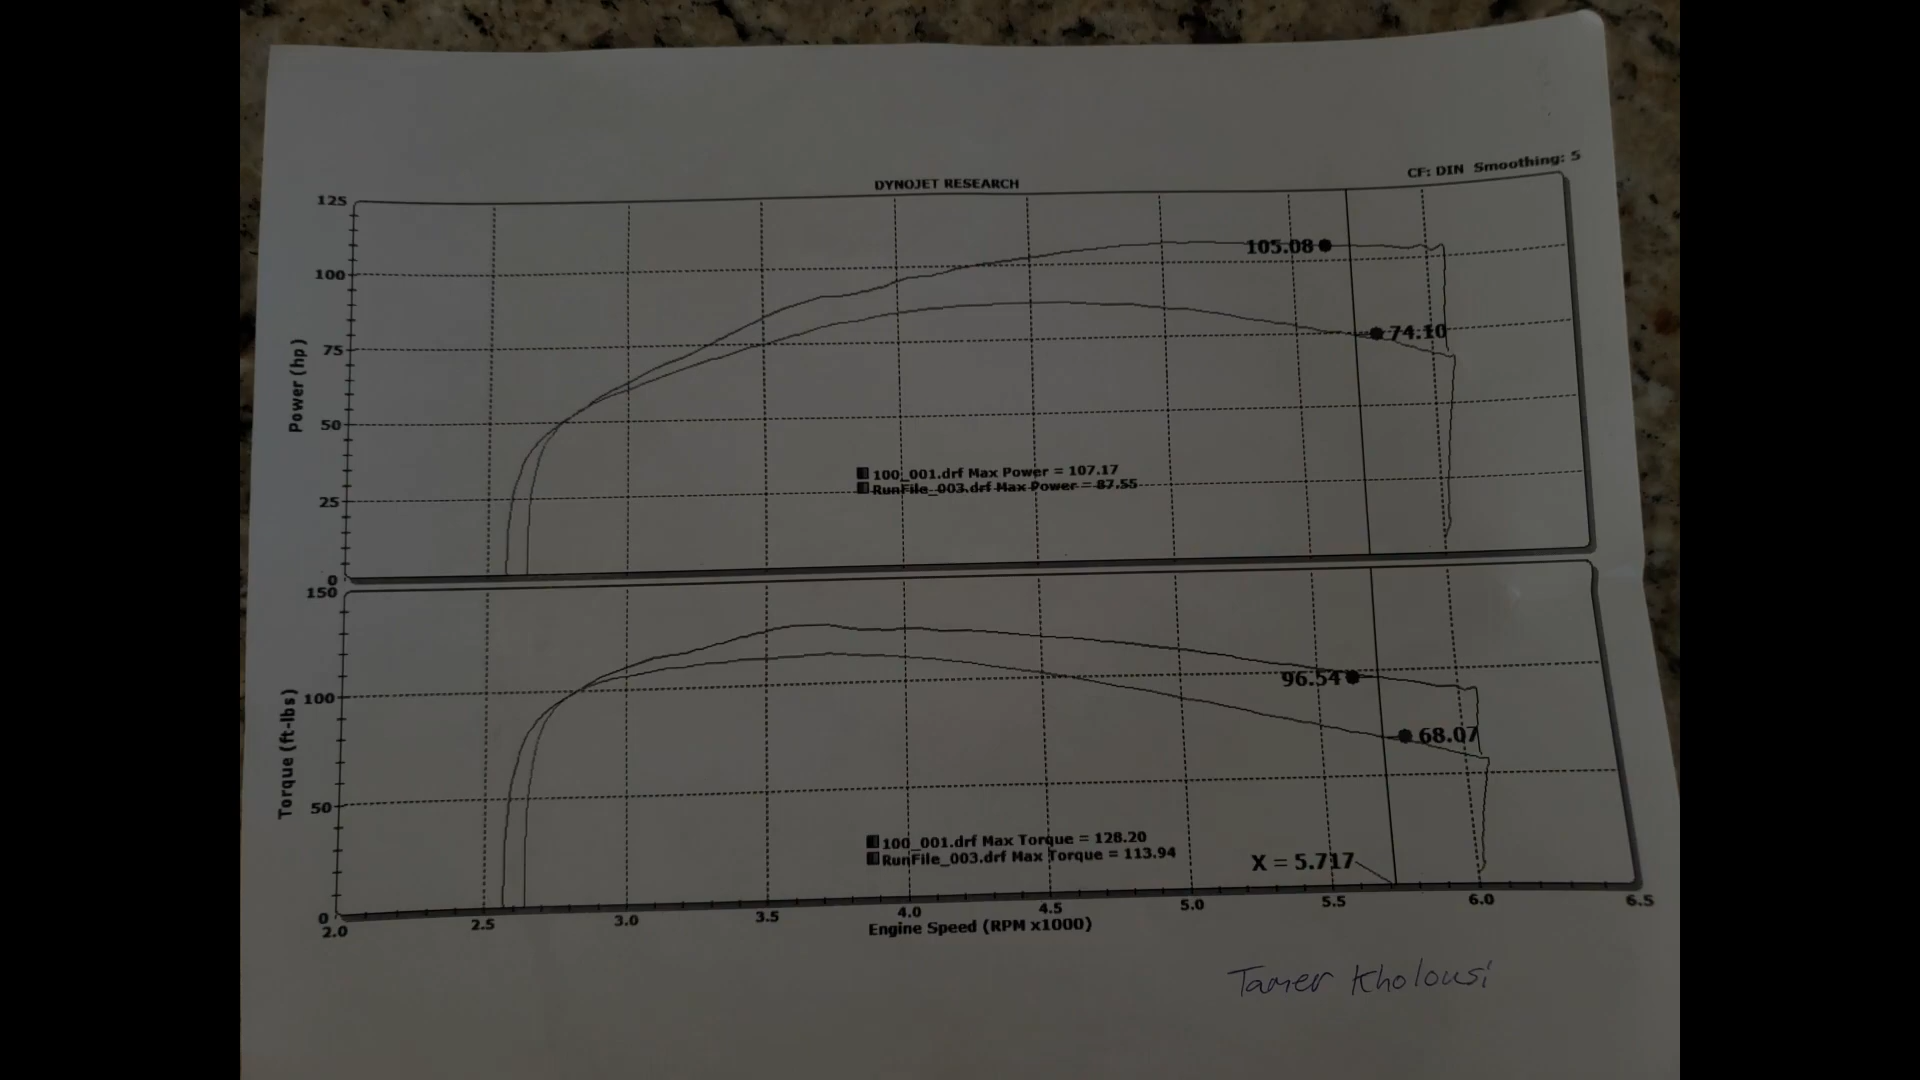 DYNOJET RESEARCH
CF: DIN Smoothing: 5
125
100
75
50
25
0
Power (hp)
105.08
74.10
100_001.drf Max Power = 107.17
RunFile_003.drf Max Power = 87.55
150
100
50
0
Torque (ft-lbs)
96.54
68.07
100_001.drf Max Torque = 128.20
RunFile_003.drf Max Torque = 113.94
X = 5.717
2.0 2.5 3.0 3.5 4.0 4.5 5.0 5.5 6.0 6.5
Engine Speed (RPM x1000)
Tamer Kholousi